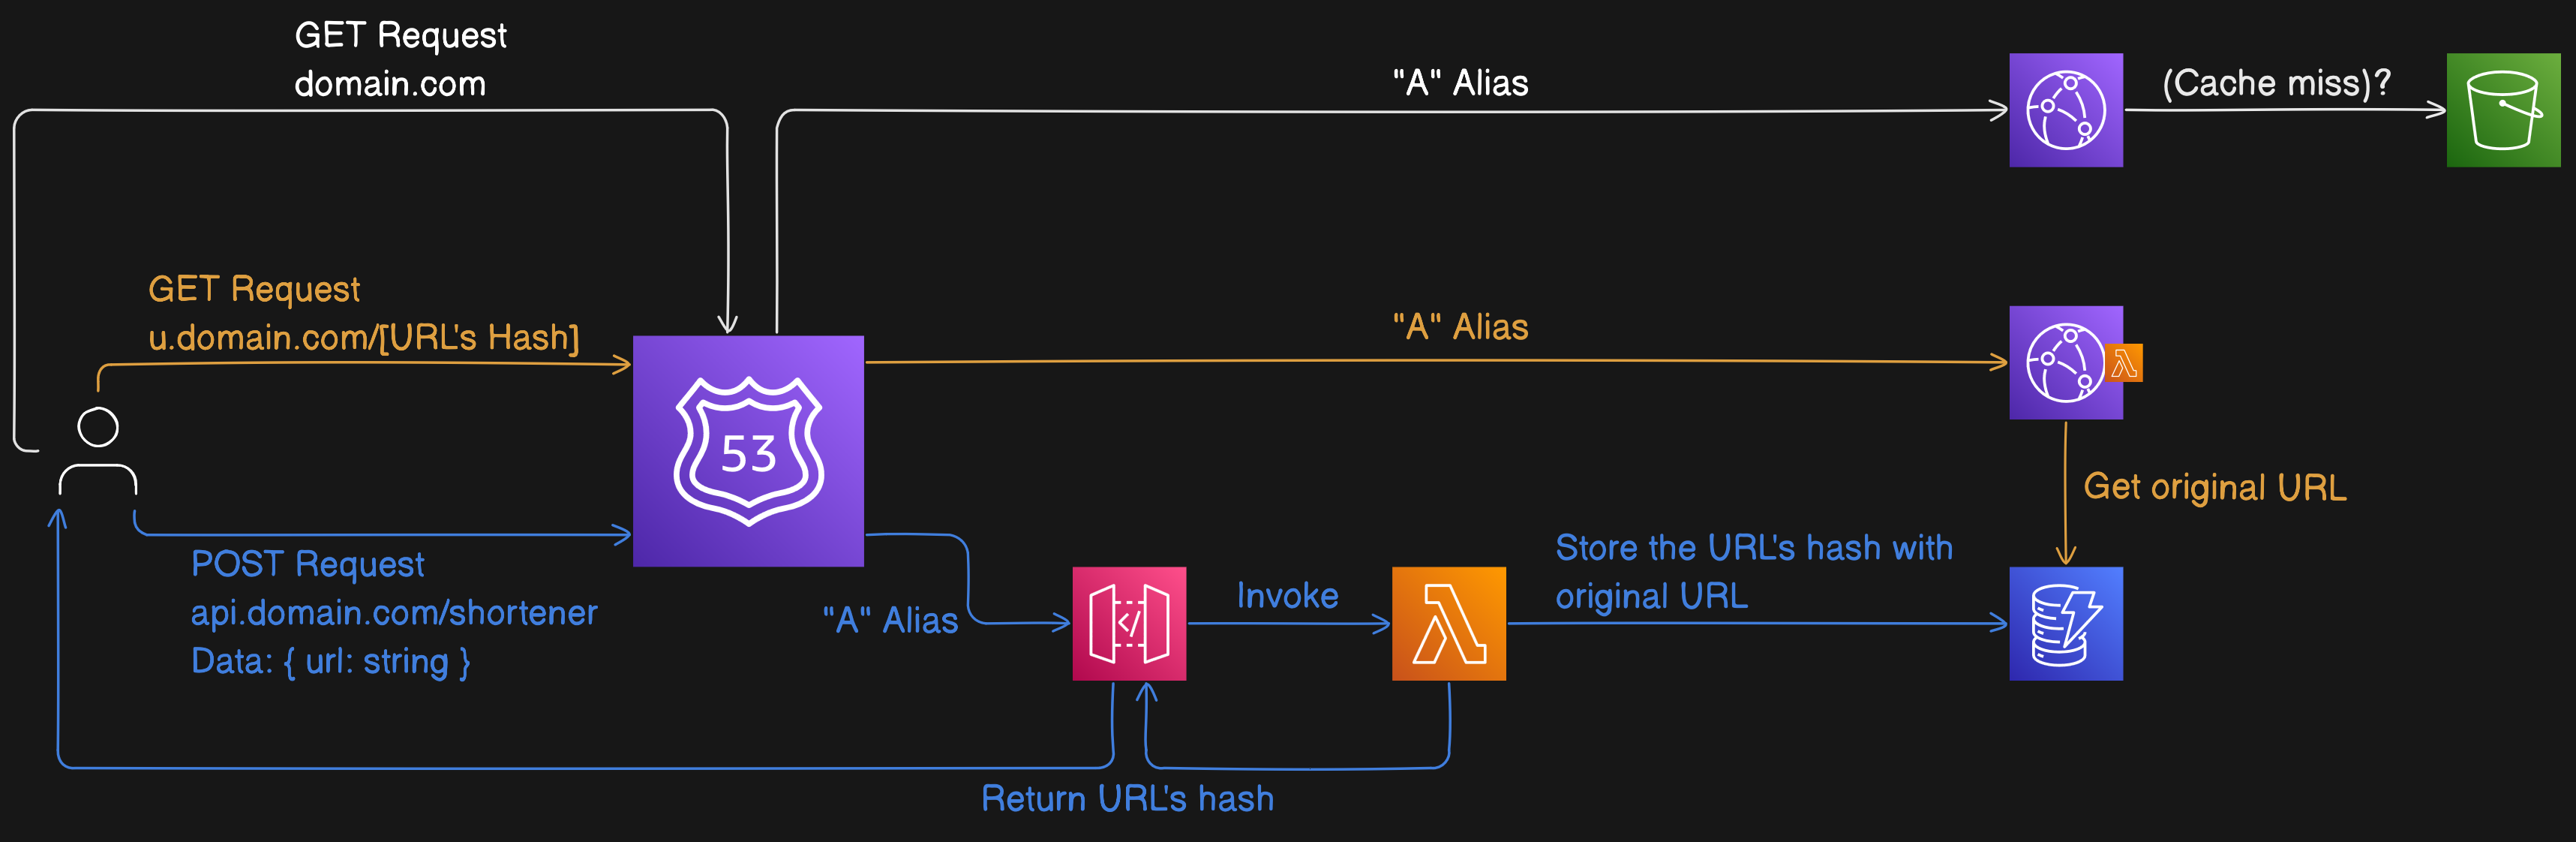 GET Request
domain.com
"A" Alias
(Cache miss)?
GET Request
u.domain.com/[URL's Hash]
"A" Alias
53
Get original URL
POST Request
api.domain.com/shortener
Data: { url: string }
"A" Alias
</>
Invoke
Store the URL's hash with
original URL
Return URL's hash